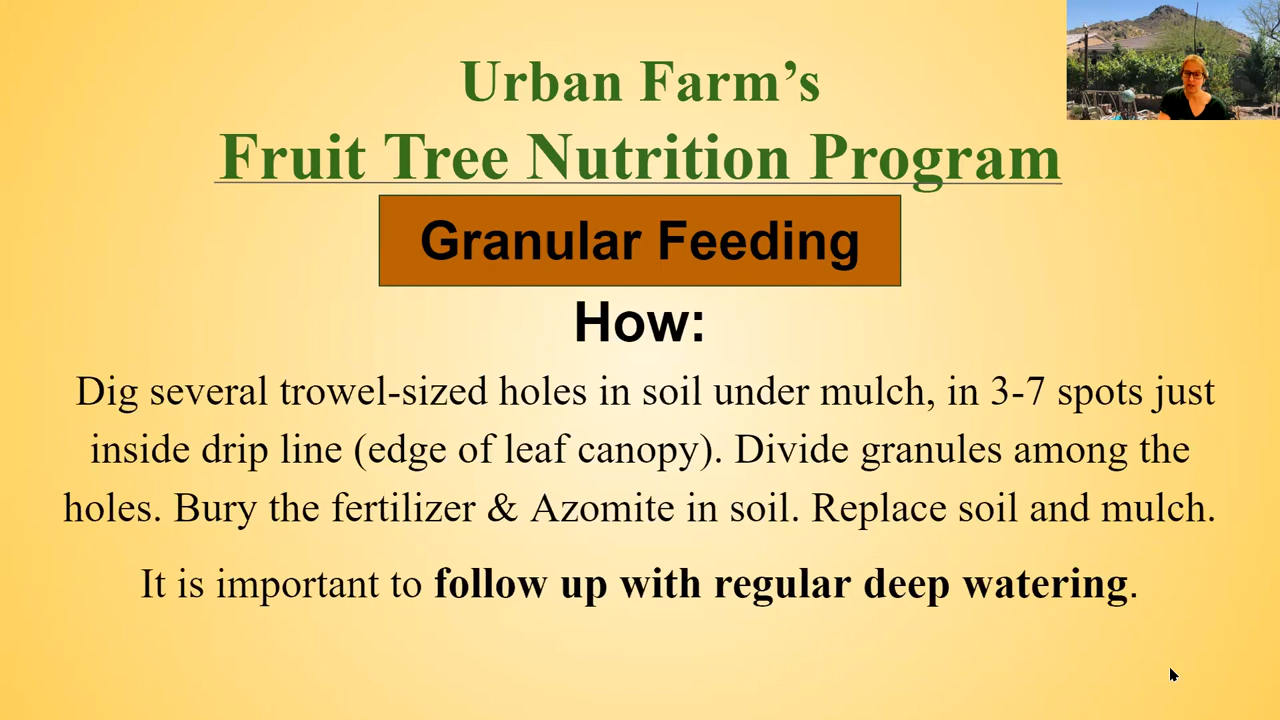 Urban Farm’s
Fruit Tree Nutrition Program
Granular Feeding
How:
Dig several trowel-sized holes in soil under mulch, in 3-7 spots just
inside drip line (edge of leaf canopy). Divide granules among the
holes. Bury the fertilizer & Azomite in soil. Replace soil and mulch.
It is important to follow up with regular deep watering.